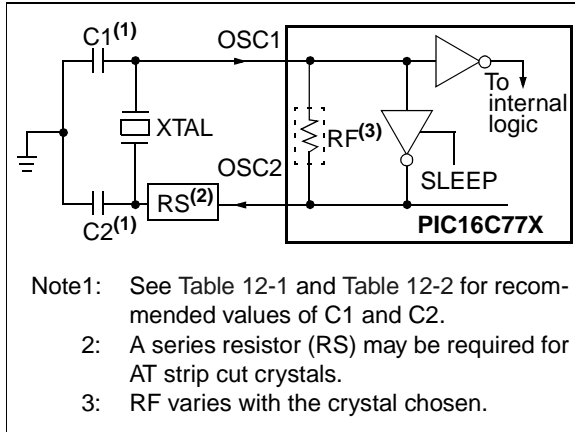 C1(1)
OSC1
To
internal
logic
XTAL
RF(3)
OSC2
SLEEP
RS(2)
C2(1)
PIC16C77X
Note1: See Table 12-1 and Table 12-2 for recom-
mended values of C1 and C2.
2: A series resistor (RS) may be required for
AT strip cut crystals.
3: RF varies with the crystal chosen.